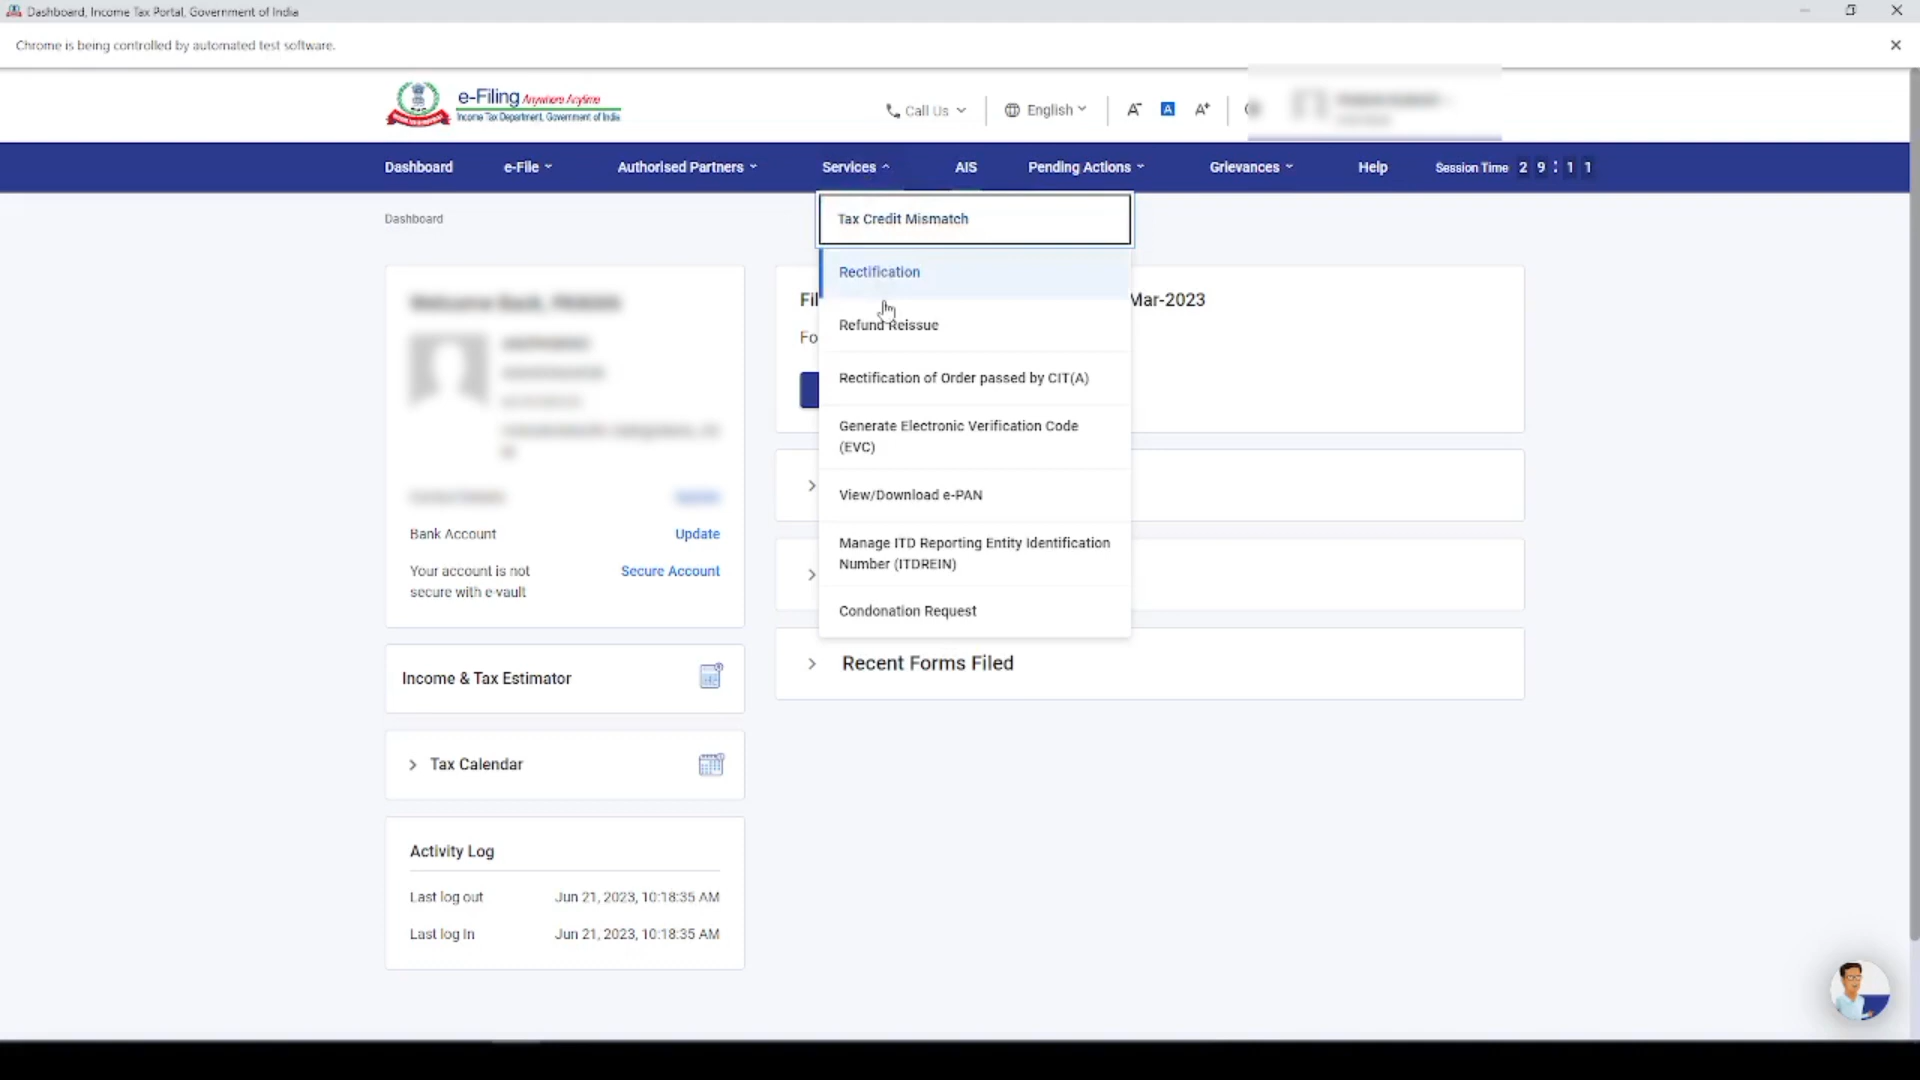 Dashboard, Income Tax Portal, Government of India
Chrome is being controlled by automated test software.
e-Filing Anywhere Anytime
Income Tax Department, Government of India
Call Us
English
A-
A
A+
Dashboard
e-File
Authorised Partners
Services
AIS
Pending Actions
Grievances
Help
Session Time 2 9 : 1 1
Dashboard
Tax Credit Mismatch
Rectification
Refund Reissue
Rectification of Order passed by CIT(A)
Generate Electronic Verification Code
(EVC)
View/Download e-PAN
Manage ITD Reporting Entity Identification
Number (ITDREIN)
Condonation Request
Fil
Mar-2023
Fo
Bank Account
Update
Your account is not
secure with e-vault
Secure Account
Income & Tax Estimator
Tax Calendar
Activity Log
Last log out
Jun 21, 2023, 10:18:35 AM
Last log In
Jun 21, 2023, 10:18:35 AM
Recent Forms Filed